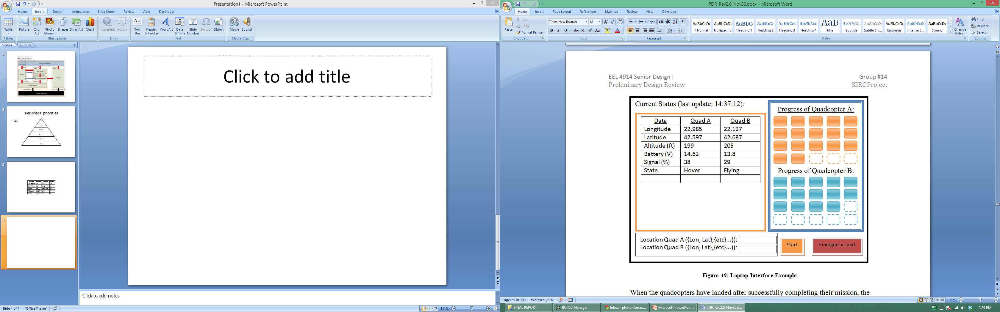 Presentation1 - Microsoft PowerPoint
Home Insert Design Animations Slide Show Review View Developer
Table Picture Clip Art Photo Album Shapes SmartArt Chart Hyperlink Action Text Box Header & Footer WordArt Date & Time Slide Number Symbol Object Movie Sound
Tables Illustrations Links Text Media Clips
Slides Outline
1
2
Peripheral priorities
• 48
3
4
Click to add title
Click to add notes
Slide 4 of 4 "Office Theme" 111%
PDR_Rev2.0_Nov30.docx - Microsoft Word
Home Insert Page Layout References Mailings Review View Developer
Paste Cut Copy Format Painter
Times New Roman 12
AaBbCcDc AaBbCcDc AaBbC AaBbCc AaBbCcI AaBbCcD AaB AaBbCc. AaBbCcDc AaBbCcDc AaBbCcDc AaBbCcDc
¶ Normal No Spacing Heading 1 Heading 2 Heading 3 Heading 4 Title Subtitle Subtle Em... Emphasis Intense E... Strong
Change Styles
Find Replace Select
Clipboard Font Paragraph Styles Editing
EEL 4914 Senior Design I Group #14
Preliminary Design Review KIRC Project
Current Status (last update: 14:37:12):
Data Quad A Quad B
Longitude 22.985 22.127
Latitude 42.597 42.687
Altitude (ft) 199 205
Battery (V) 14.62 13.8
Signal (%) 38 29
State Hover Flying
Progress of Quadcopter A:
Progress of Quadcopter B:
Location Quad A ({Lon, Lat},{etc}...)):
Location Quad B ({Lon, Lat},{etc}...)):
Start
Emergency Land
Figure 49: Laptop Interface Example
When the quadcopters have landed after successfully completing their mission, the
Page: 89 of 132 Words: 50,216 150%
FINAL REPORT BOINC Manager Inbox - photonforces... Microsoft PowerPoin... PDR_Rev2.0_Nov30.d... 3:39 PM